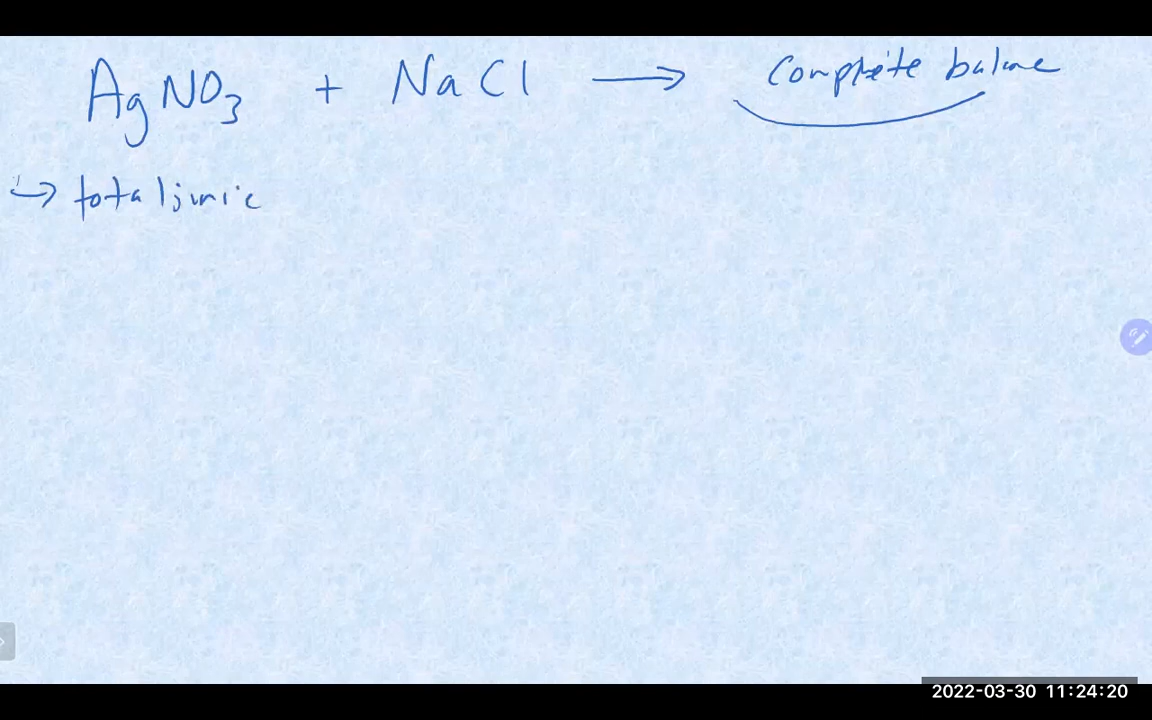 AgNO₃ + NaCl → Complete balance
↪ total ionic
2022-03-30 11:24:20